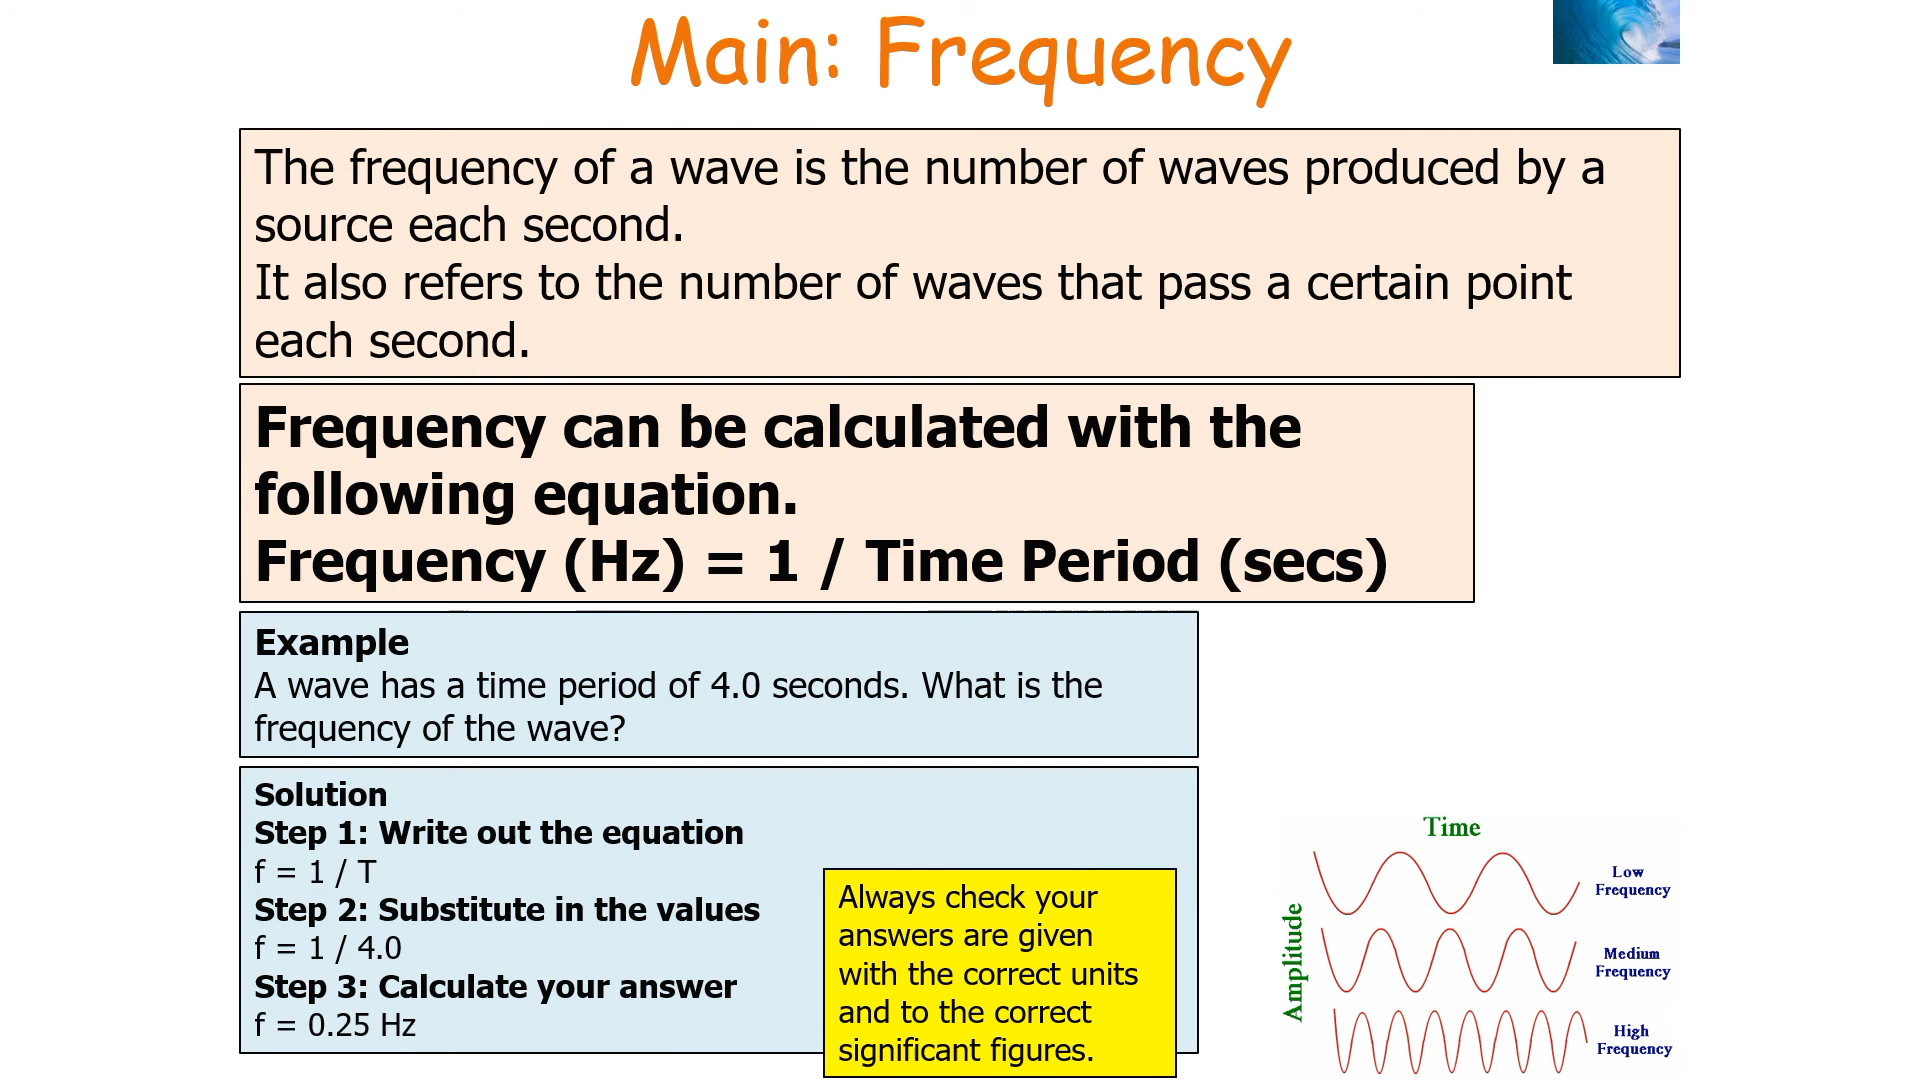 Main: Frequency
The frequency of a wave is the number of waves produced by a
source each second.
It also refers to the number of waves that pass a certain point
each second.
Frequency can be calculated with the
following equation.
Frequency (Hz) = 1 / Time Period (secs)
Example
A wave has a time period of 4.0 seconds. What is the
frequency of the wave?
Solution
Step 1: Write out the equation
f = 1 / T
Step 2: Substitute in the values
f = 1 / 4.0
Step 3: Calculate your answer
f = 0.25 Hz
Always check your
answers are given
with the correct units
and to the correct
significant figures.
Time
Amplitude
Low
Frequency
Medium
Frequency
High
Frequency